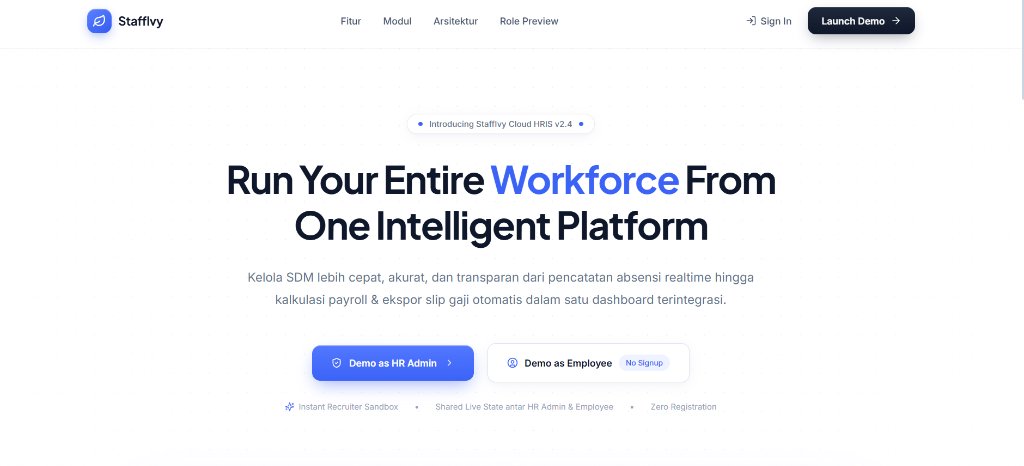 StaffIvy
Fitur
Modul
Arsitektur
Role Preview
Sign In
Launch Demo
Introducing StaffIvy Cloud HRIS v2.4
Run Your Entire Workforce From
One Intelligent Platform
Kelola SDM lebih cepat, akurat, dan transparan dari pencatatan absensi realtime hingga
kalkulasi payroll & ekspor slip gaji otomatis dalam satu dashboard terintegrasi.
Demo as HR Admin
Demo as Employee No Signup
Instant Recruiter Sandbox • Shared Live State antar HR Admin & Employee • Zero Registration